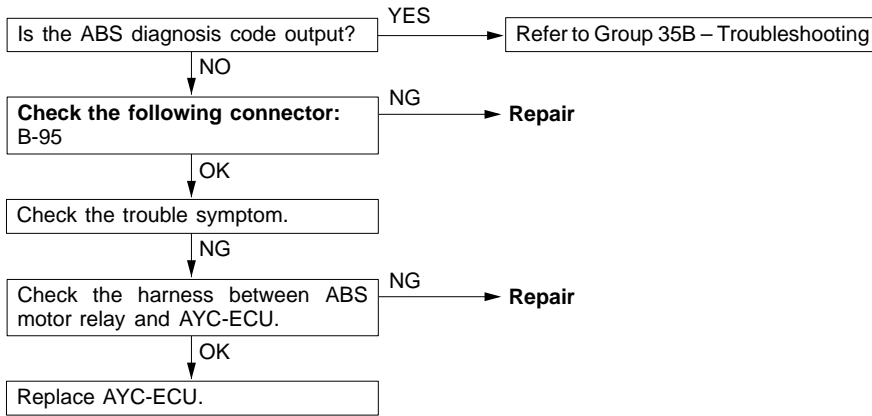 Is the ABS diagnosis code output?
YES
Refer to Group 35B – Troubleshooting
NO
Check the following connector:
B-95
NG
Repair
OK
Check the trouble symptom.
NG
Check the harness between ABS
motor relay and AYC-ECU.
NG
Repair
OK
Replace AYC-ECU.